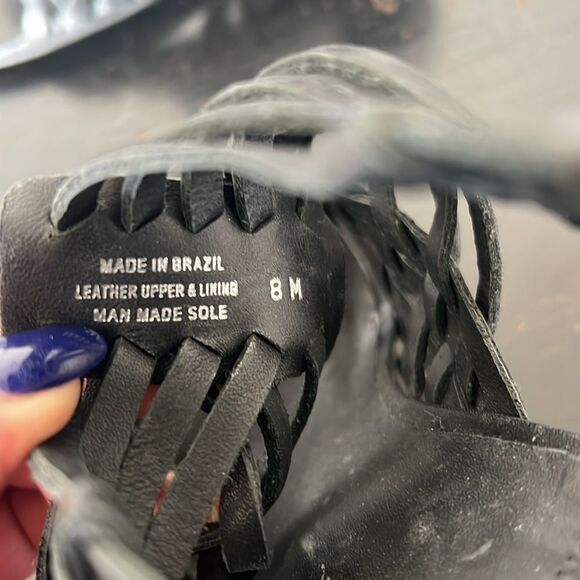 MADE IN BRAZIL
LEATHER UPPER & LINING
MAN MADE SOLE
8 M